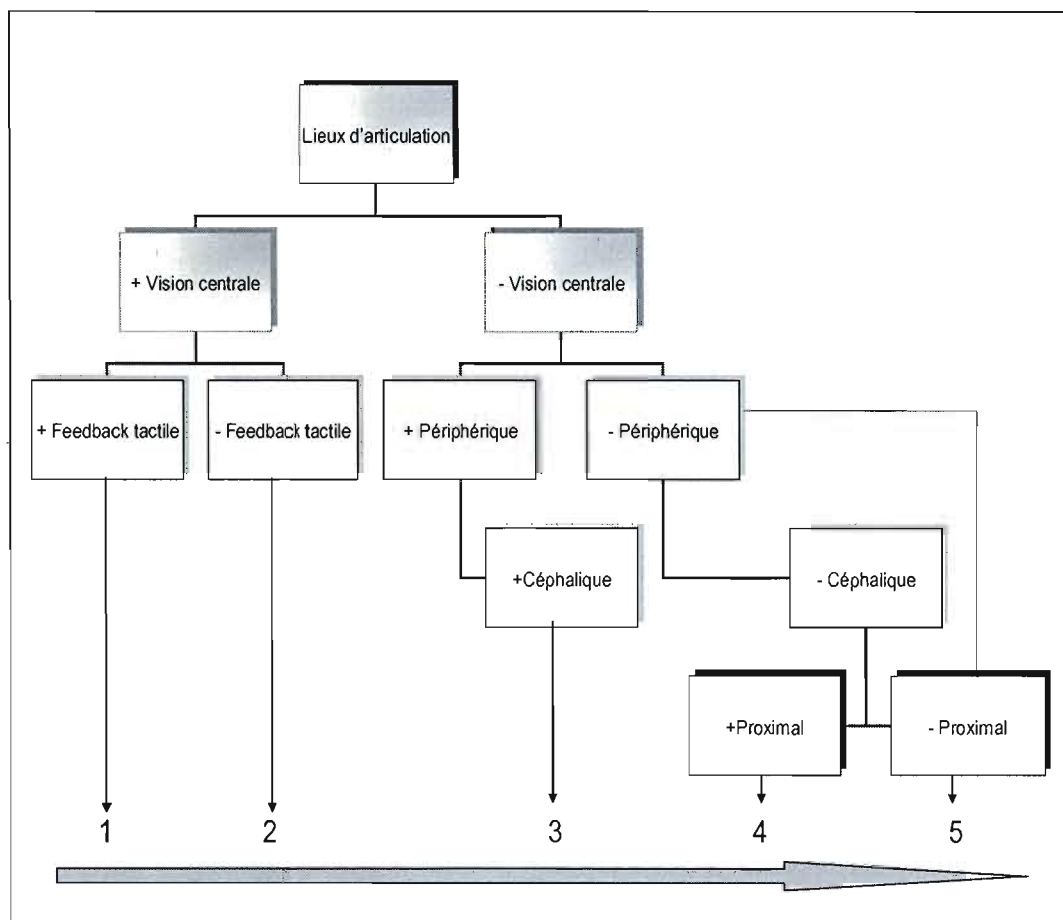 Lieux d'articulation
+ Vision centrale
- Vision centrale
+ Feedback tactile
- Feedback tactile
+ Périphérique
- Périphérique
+Céphalique
- Céphalique
+Proximal
- Proximal
1
2
3
4
5